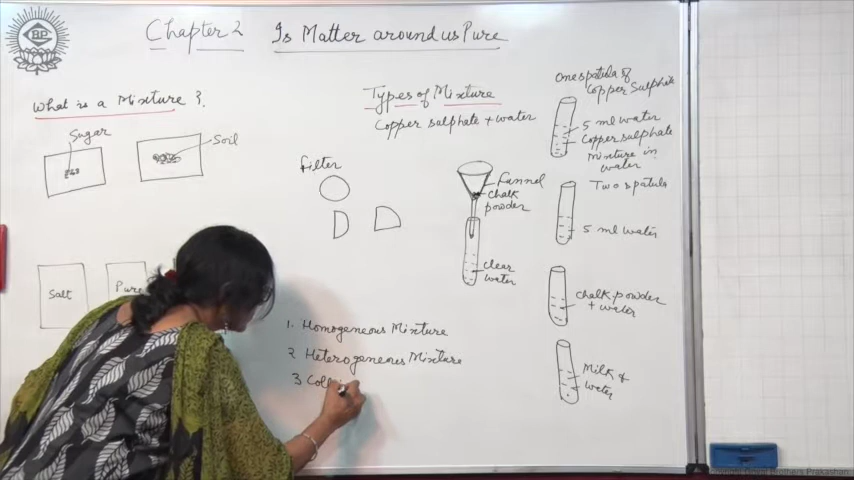 Chapter 2 Is Matter around us Pure
BP
What is a Mixture ?.
Sugar
Soil
Salt
Pure
Types of Mixture
Copper sulphate + water
Filter
Funnel
chalk
powder
clear
water
One spatula of
Copper Sulphate
5 ml water
Copper sulphate
Mixture in
water
Two spatula
5 ml water
chalk powder
+ water
Milk &
water
1. Homogeneous Mixture
2 Heterogeneous Mixture
3 Col